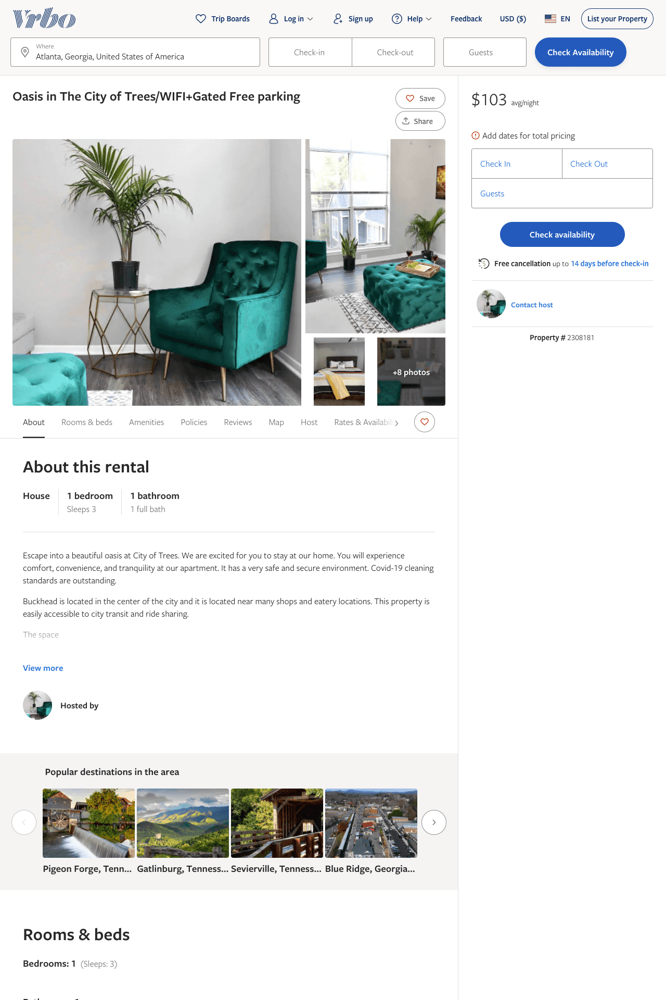 Vrbo
Trip Boards
Log in
Sign up
Help
Feedback
USD ($)
EN
List your Property
Where
Atlanta, Georgia, United States of America
Check-in
Check-out
Guests
Check Availability
Oasis in The City of Trees/WIFI+Gated Free parking
Save
Share
+8 photos
$103 avg/night
Add dates for total pricing
Check In
Check Out
Guests
Check availability
Free cancellation up to 14 days before check-in
Contact host
Property # 2308181
About
Rooms & beds
Amenities
Policies
Reviews
Map
Host
Rates & Availabili
About this rental
House
1 bedroom
Sleeps 3
1 bathroom
1 full bath
Escape into a beautiful oasis at City of Trees. We are excited for you to stay at our home. You will experience
comfort, convenience, and tranquility at our apartment. It has a very safe and secure environment. Covid-19 cleaning
standards are outstanding.
Buckhead is located in the center of the city and it is located near many shops and eatery locations. This property is
easily accessible to city transit and ride sharing.
The space
View more
Hosted by
Popular destinations in the area
Pigeon Forge, Tenn...
Gatlinburg, Tenness...
Sevierville, Tenness...
Blue Ridge, Georgia...
Rooms & beds
Bedrooms: 1 (Sleeps: 3)